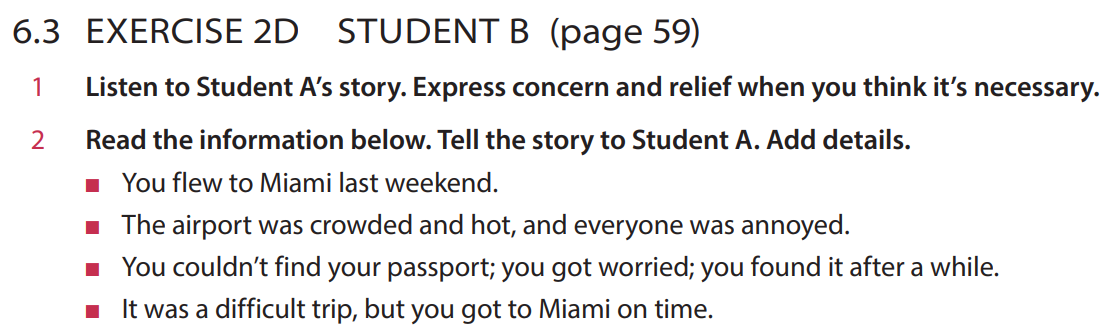 6.3 EXERCISE 2D STUDENT B (page 59)
1 Listen to Student A's story. Express concern and relief when you think it's necessary.
2 Read the information below. Tell the story to Student A. Add details.
■ You flew to Miami last weekend.
■ The airport was crowded and hot, and everyone was annoyed.
■ You couldn't find your passport; you got worried; you found it after a while.
■ It was a difficult trip, but you got to Miami on time.